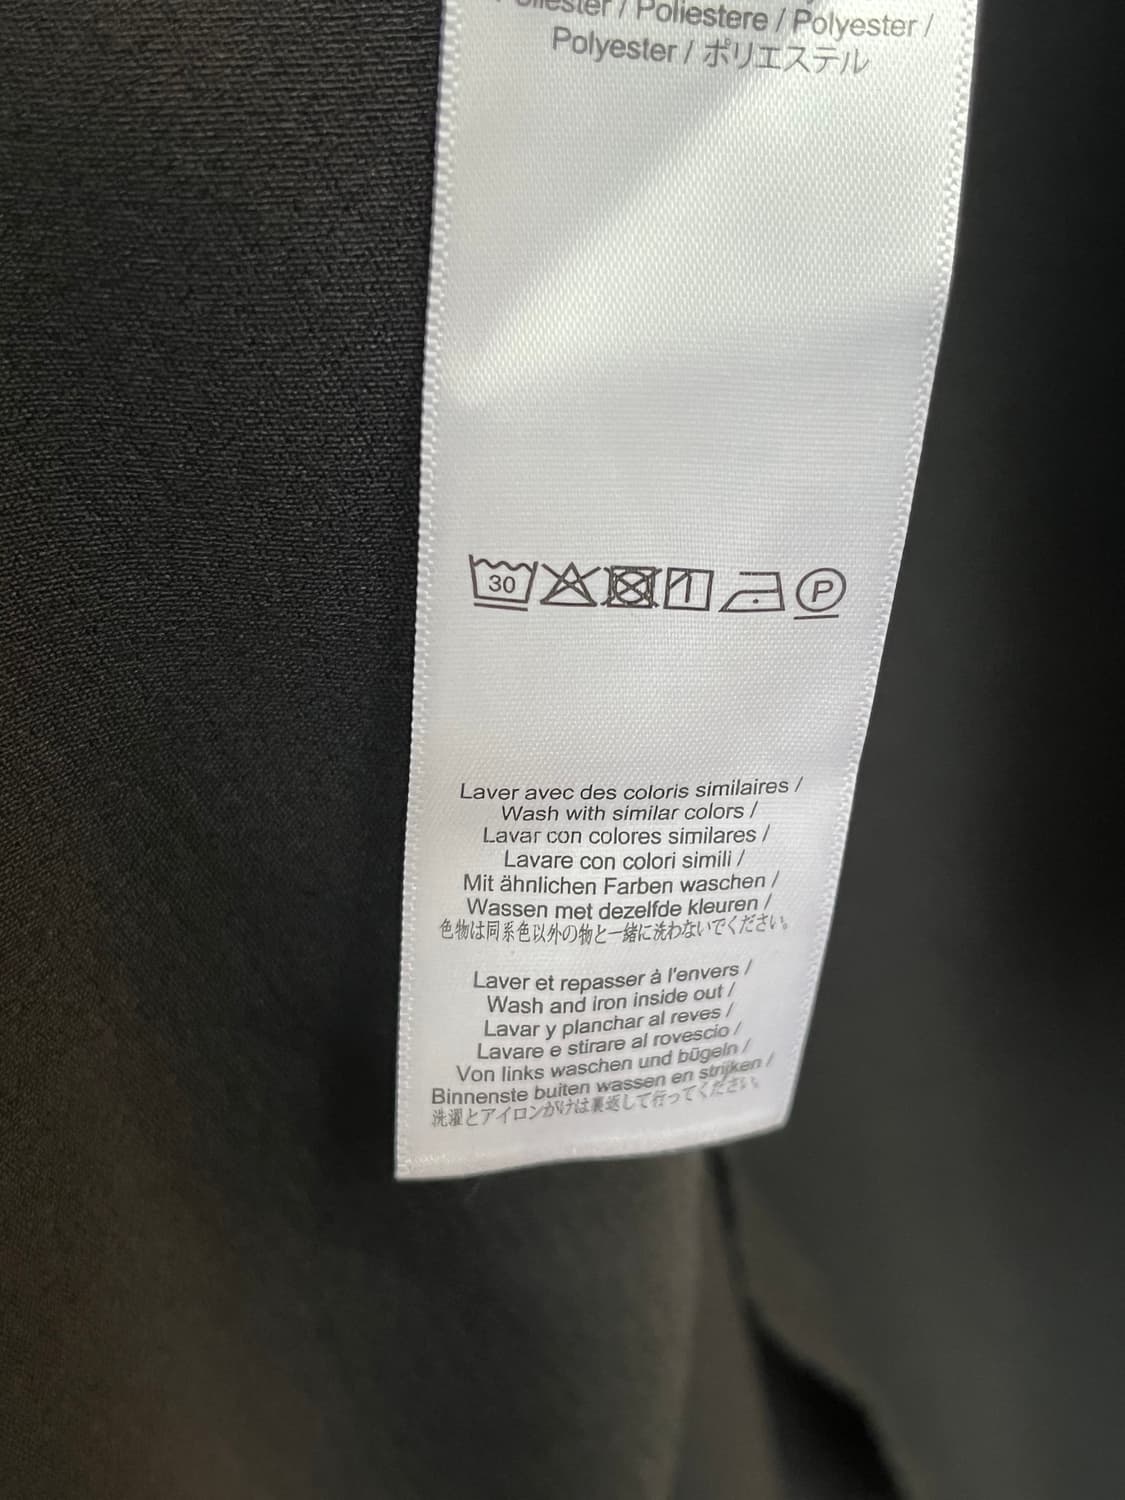 / Poliestere / Polyester /
Polyester / ポリエステル
30
P
Laver avec des coloris similaires /
Wash with similar colors /
Lavar con colores similares /
Lavare con colori simili /
Mit ähnlichen Farben waschen /
Wassen met dezelfde kleuren /
色物は同系色以外の物と一緒に洗わないでください。
Laver et repasser à l'envers /
Wash and iron inside out /
Lavar y planchar al reves /
Lavare e stirare al rovescio /
Von links waschen und bügeln /
Binnenste buiten wassen en strijken /
洗濯とアイロンがけは裏返して行ってください。